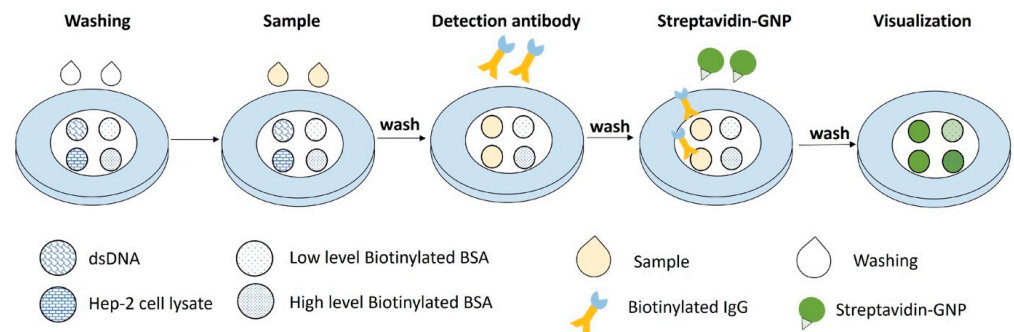 Washing
Sample
Detection antibody
Streptavidin-GNP
Visualization
wash
wash
wash
dsDNA
Low level Biotinylated BSA
Sample
Washing
Hep-2 cell lysate
High level Biotinylated BSA
Biotinylated IgG
Streptavidin-GNP